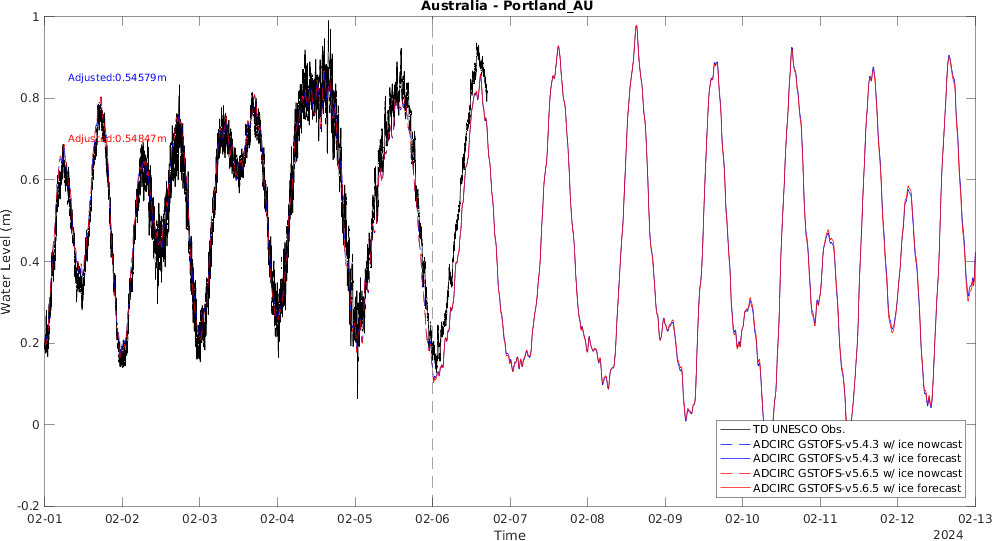 Australia - Portland_AU
1
Adjusted:0.54579m
0.8
Adjusted:0.54847m
0.6
0.4
0.2
0
-0.2
Water Level (m)
TD UNESCO Obs.
ADCIRC GSTOFS-v5.4.3 w/ ice nowcast
ADCIRC GSTOFS-v5.4.3 w/ ice forecast
ADCIRC GSTOFS-v5.6.5 w/ ice nowcast
ADCIRC GSTOFS-v5.6.5 w/ ice forecast
02-01 02-02 02-03 02-04 02-05 02-06 02-07 02-08 02-09 02-10 02-11 02-12 02-13
Time
2024